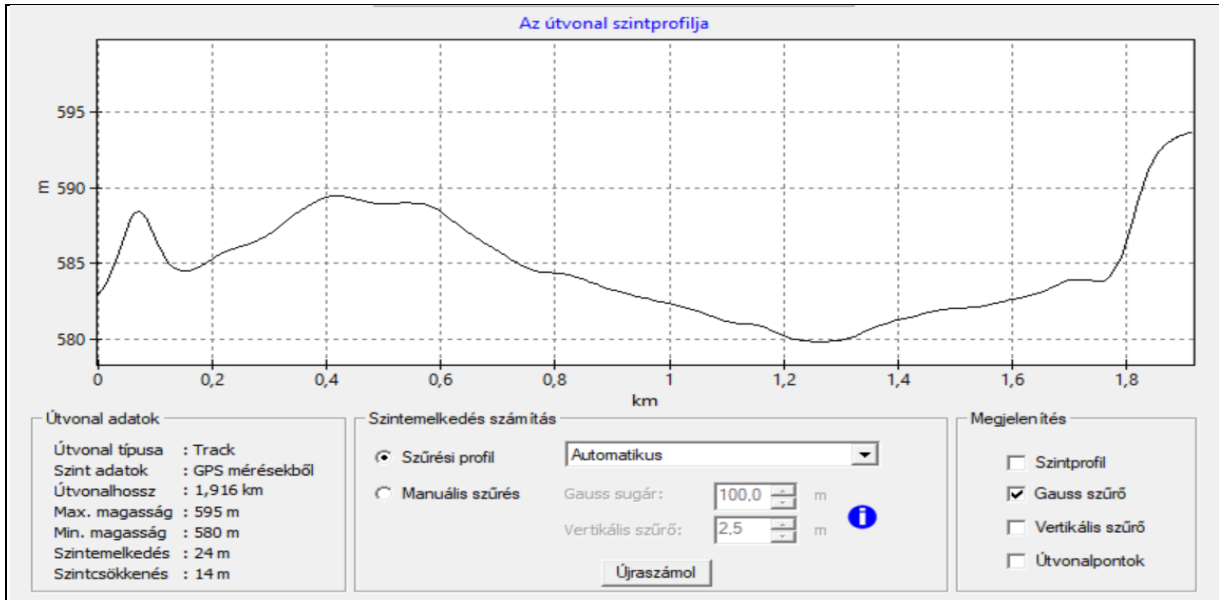 Az útvonal szintprofilja
595
m 590
585
580
0 0,2 0,4 0,6 0,8 1 1,2 1,4 1,6 1,8
km
Útvonal adatok
Útvonal típusa : Track
Szint adatok : GPS mérésekből
Útvonalhossz : 1,916 km
Max. magasság : 595 m
Min. magasság : 580 m
Szintemelkedés : 24 m
Szintcsökkenés : 14 m
Szintemelkedés számítás
Szűrési profil Automatikus
Manuális szűrés Gauss sugár: 100,0 m
Vertikális szűrő: 2,5 m
i
Újraszámol
Megjelenítés
Szintprofil
Gauss szűrő
Vertikális szűrő
Útvonalpontok